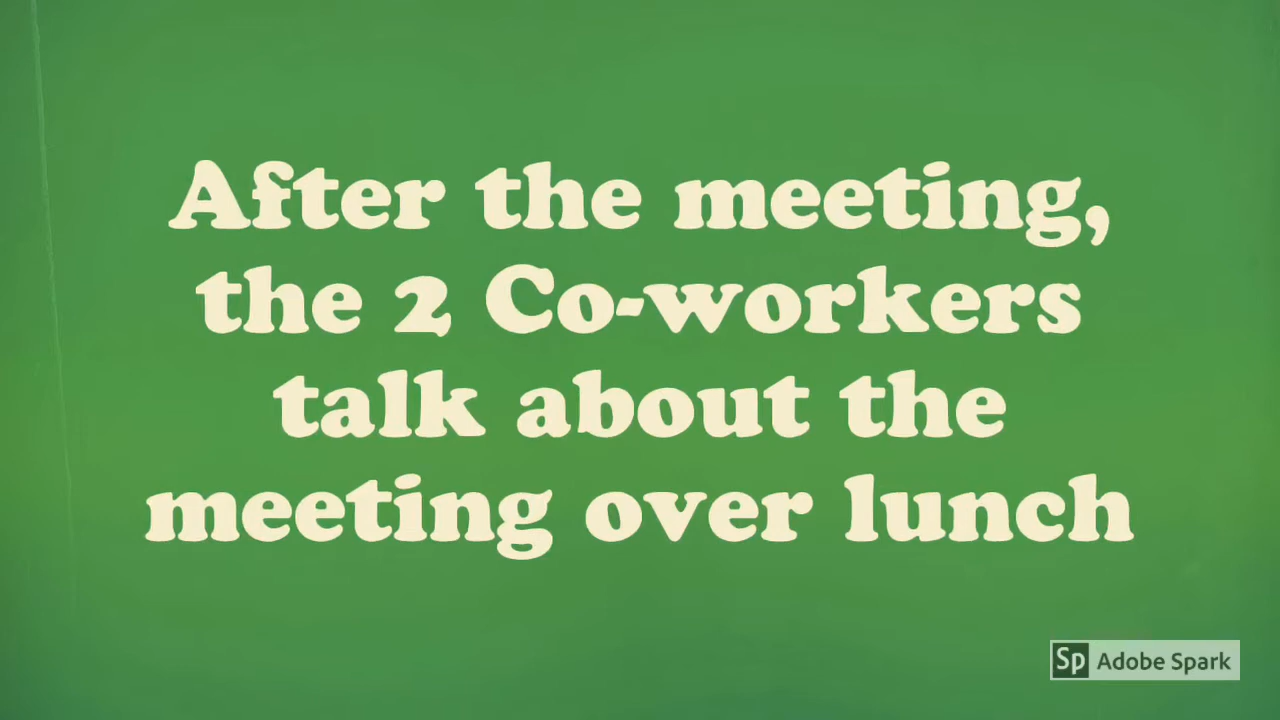 After the meeting,
the 2 Co-workers
talk about the
meeting over lunch
Sp Adobe Spark